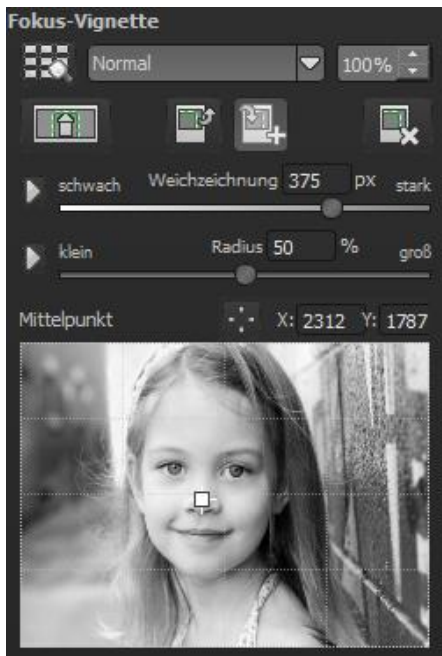 Fokus-Vignette
Normal 100%
schwach Weichzeichnung 375 px stark
klein Radius 50 % groß
Mittelpunkt X: 2312 Y: 1787